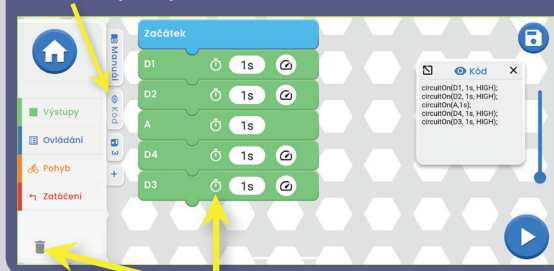 Začátek
Manuál
Kód
3
+
Výstupy
Ovládání
Pohyb
Zatáčení
D1 1s
D2 1s
A 1s
D4 1s
D3 1s
Kód X
circuitOn(D1, 1s, HIGH);
circuitOn(D2, 1s, HIGH);
circuitOn(A,1s);
circuitOn(D4, 1s, HIGH);
circuitOn(D3, 1s, HIGH);